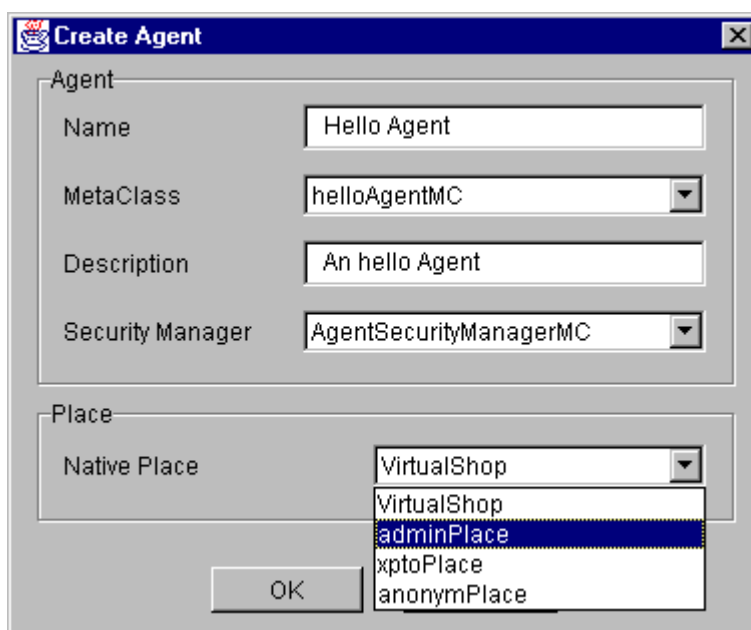 Create Agent
Agent
Name Hello Agent
MetaClass helloAgentMC
Description An hello Agent
Security Manager AgentSecurityManagerMC
Place
Native Place VirtualShop
VirtualShop
adminPlace
xptoPlace
OK anonymPlace